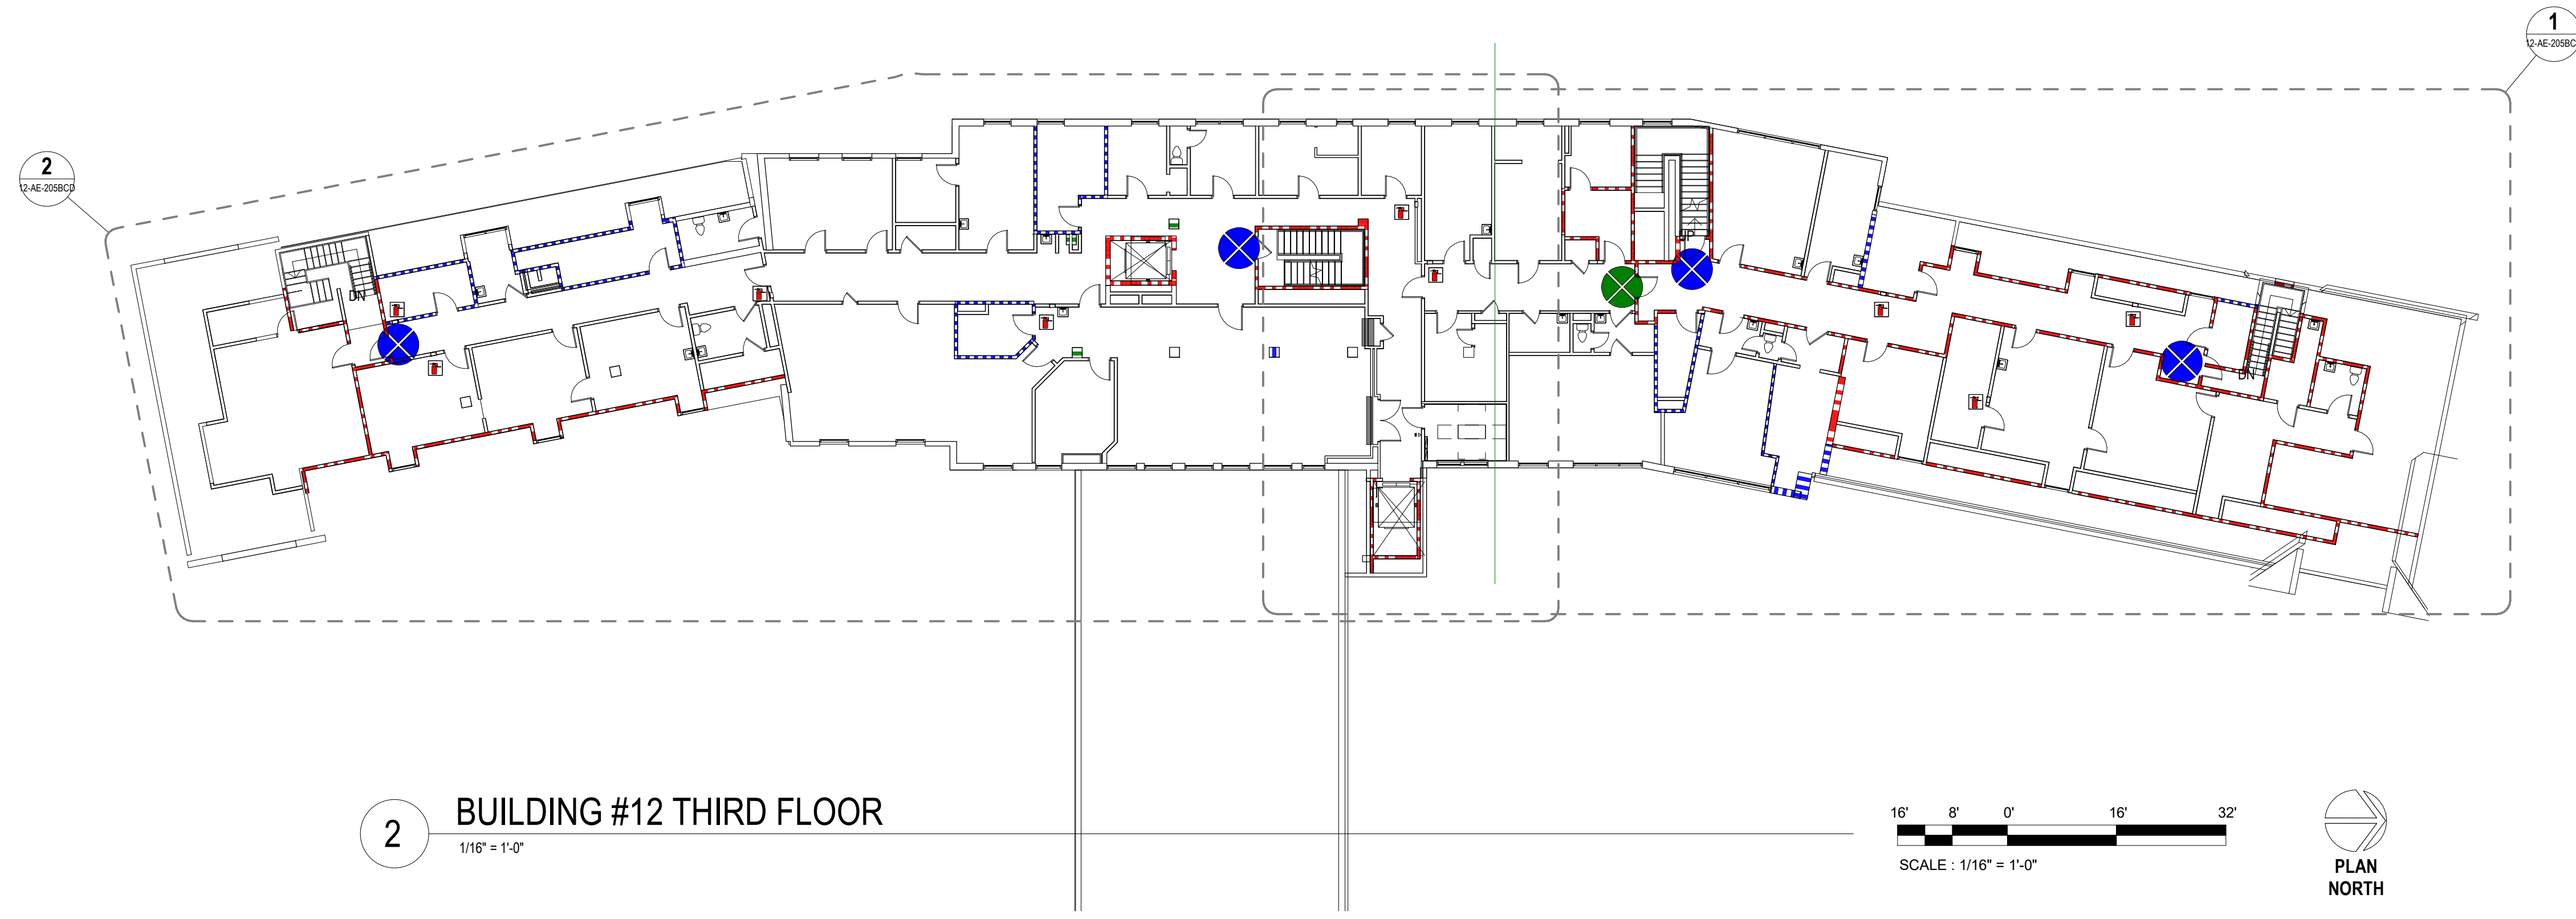 1
12-AE-205BC
2
12-AE-205BCD
UP
DN
DN
2
BUILDING #12 THIRD FLOOR
1/16" = 1'-0"
16' 8' 0' 16' 32'
SCALE : 1/16" = 1'-0"
PLAN
NORTH